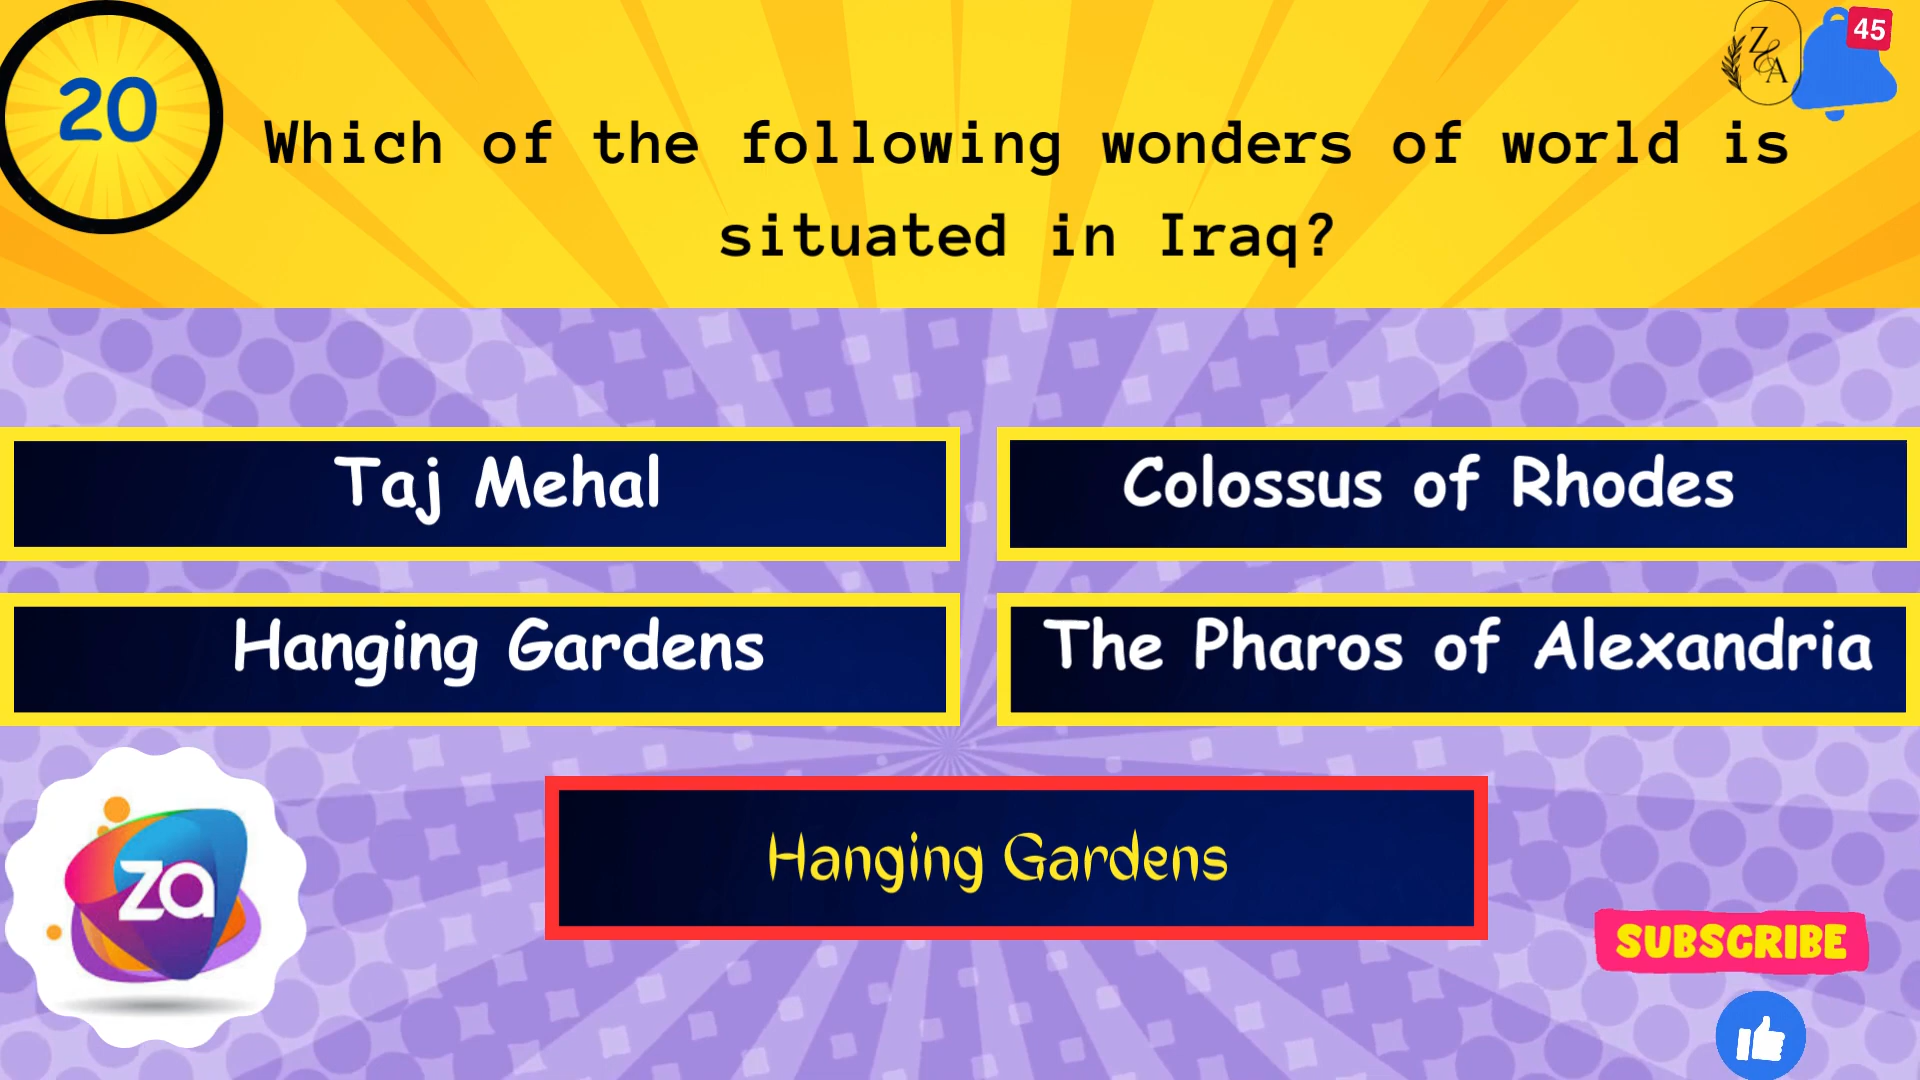 20
Z&A
45
Which of the following wonders of world is
situated in Iraq?
Taj Mehal
Colossus of Rhodes
Hanging Gardens
The Pharos of Alexandria
za
Hanging Gardens
SUBSCRIBE